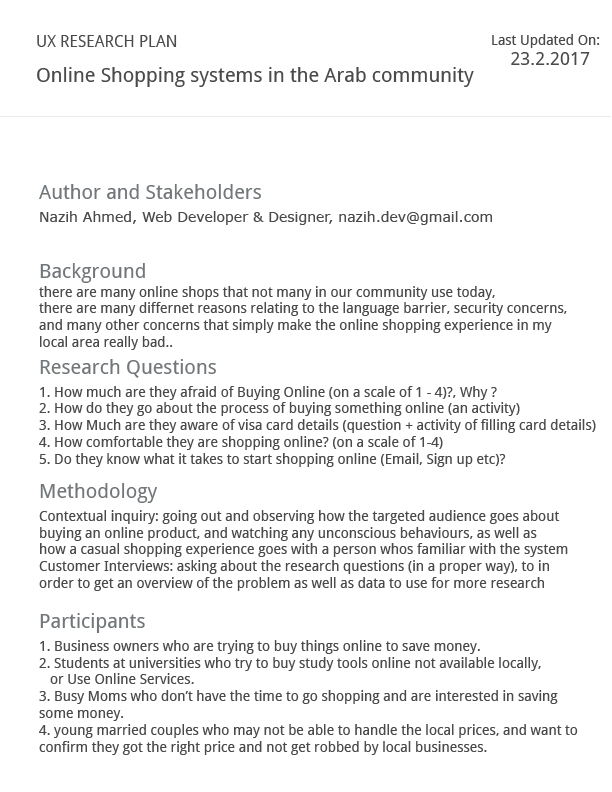 UX RESEARCH PLAN
Last Updated On:
23.2.2017
Online Shopping systems in the Arab community
Author and Stakeholders
Nazih Ahmed, Web Developer & Designer, nazih.dev@gmail.com
Background
there are many online shops that not many in our community use today,
there are many differnet reasons relating to the language barrier, security concerns,
and many other concerns that simply make the online shopping experience in my
local area really bad..
Research Questions
1. How much are they afraid of Buying Online (on a scale of 1 - 4)?, Why ?
2. How do they go about the process of buying something online (an activity)
3. How Much are they aware of visa card details (question + activity of filling card details)
4. How comfortable they are shopping online? (on a scale of 1-4)
5. Do they know what it takes to start shopping online (Email, Sign up etc)?
Methodology
Contextual inquiry: going out and observing how the targeted audience goes about
buying an online product, and watching any unconscious behaviours, as well as
how a casual shopping experience goes with a person whos familiar with the system
Customer Interviews: asking about the research questions (in a proper way), to in
order to get an overview of the problem as well as data to use for more research
Participants
1. Business owners who are trying to buy things online to save money.
2. Students at universities who try to buy study tools online not available locally,
or Use Online Services.
3. Busy Moms who don't have the time to go shopping and are interested in saving
some money.
4. young married couples who may not be able to handle the local prices, and want to
confirm they got the right price and not get robbed by local businesses.